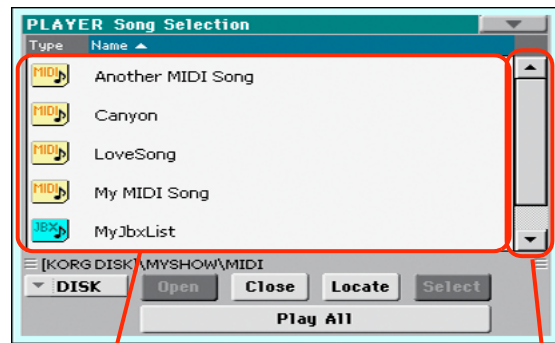 PLAYER Song Selection
Type Name
MIDI Another MIDI Song
MIDI Canyon
MIDI LoveSong
MIDI My MIDI Song
JBX MyJbxList
[KORG DISK]\MYSHOW\MIDI
DISK Open Close Locate Select
Play All